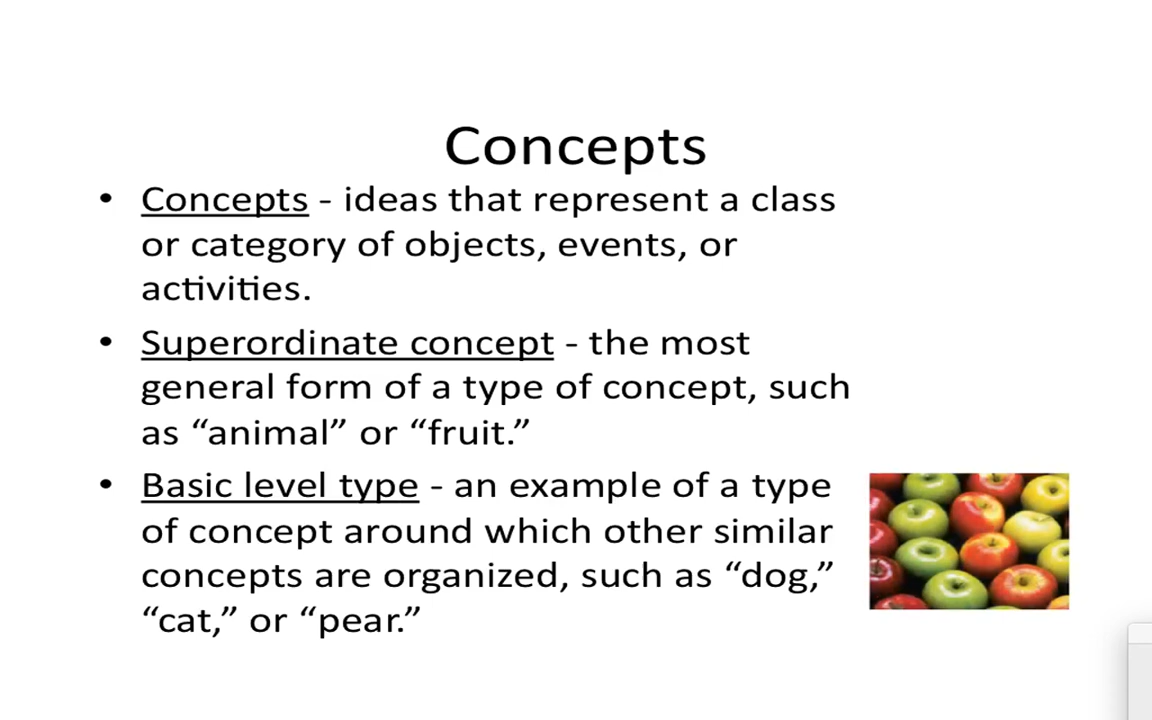 Concepts
• Concepts - ideas that represent a class
or category of objects, events, or
activities.
• Superordinate concept - the most
general form of a type of concept, such
as “animal” or “fruit.”
• Basic level type - an example of a type
of concept around which other similar
concepts are organized, such as “dog,”
“cat,” or “pear.”